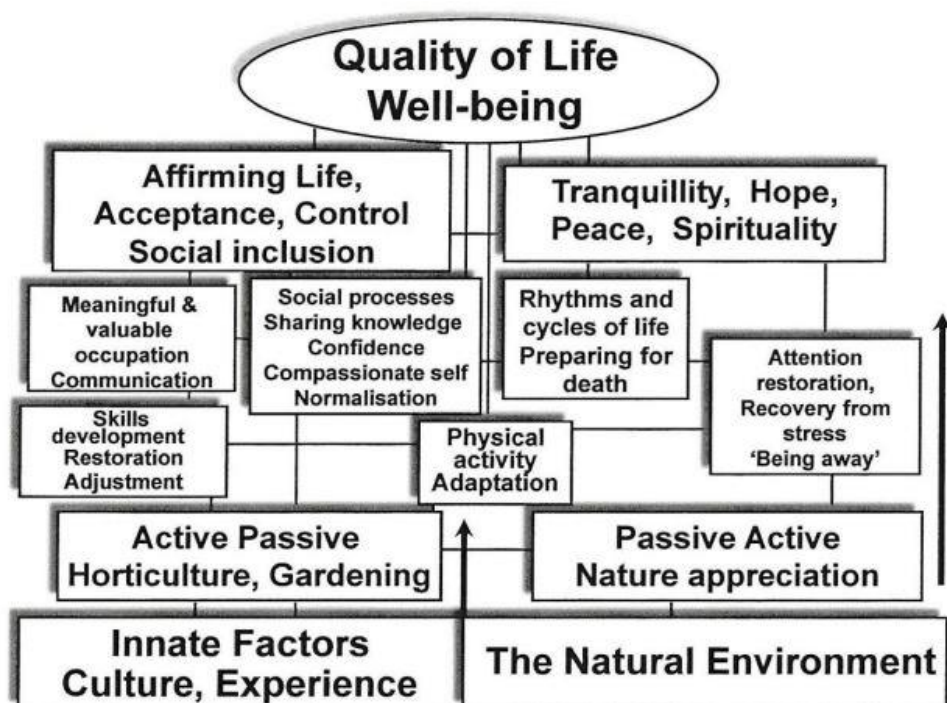 Quality of Life
Well-being
Affirming Life,
Acceptance, Control
Social inclusion
Tranquillity, Hope,
Peace, Spirituality
Meaningful &
valuable
occupation
Communication
Social processes
Sharing knowledge
Confidence
Compassionate self
Normalisation
Rhythms and
cycles of life
Preparing for
death
Attention
restoration,
Recovery from
stress
‘Being away’
Skills
development
Restoration
Adjustment
Physical
activity
Adaptation
Active Passive
Horticulture, Gardening
Passive Active
Nature appreciation
Innate Factors
Culture, Experience
The Natural Environment